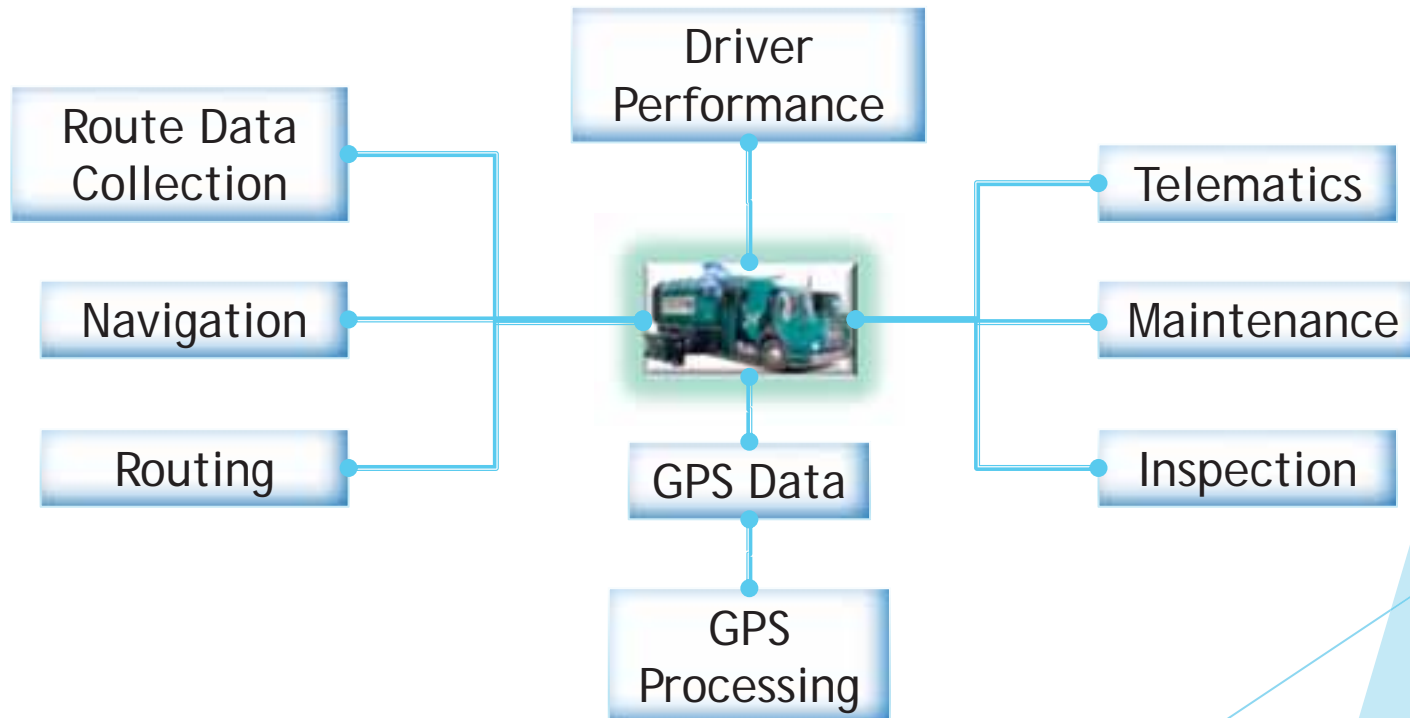 Driver
Performance
Route Data
Collection
Navigation
Routing
Telematics
Maintenance
Inspection
GPS Data
GPS
Processing